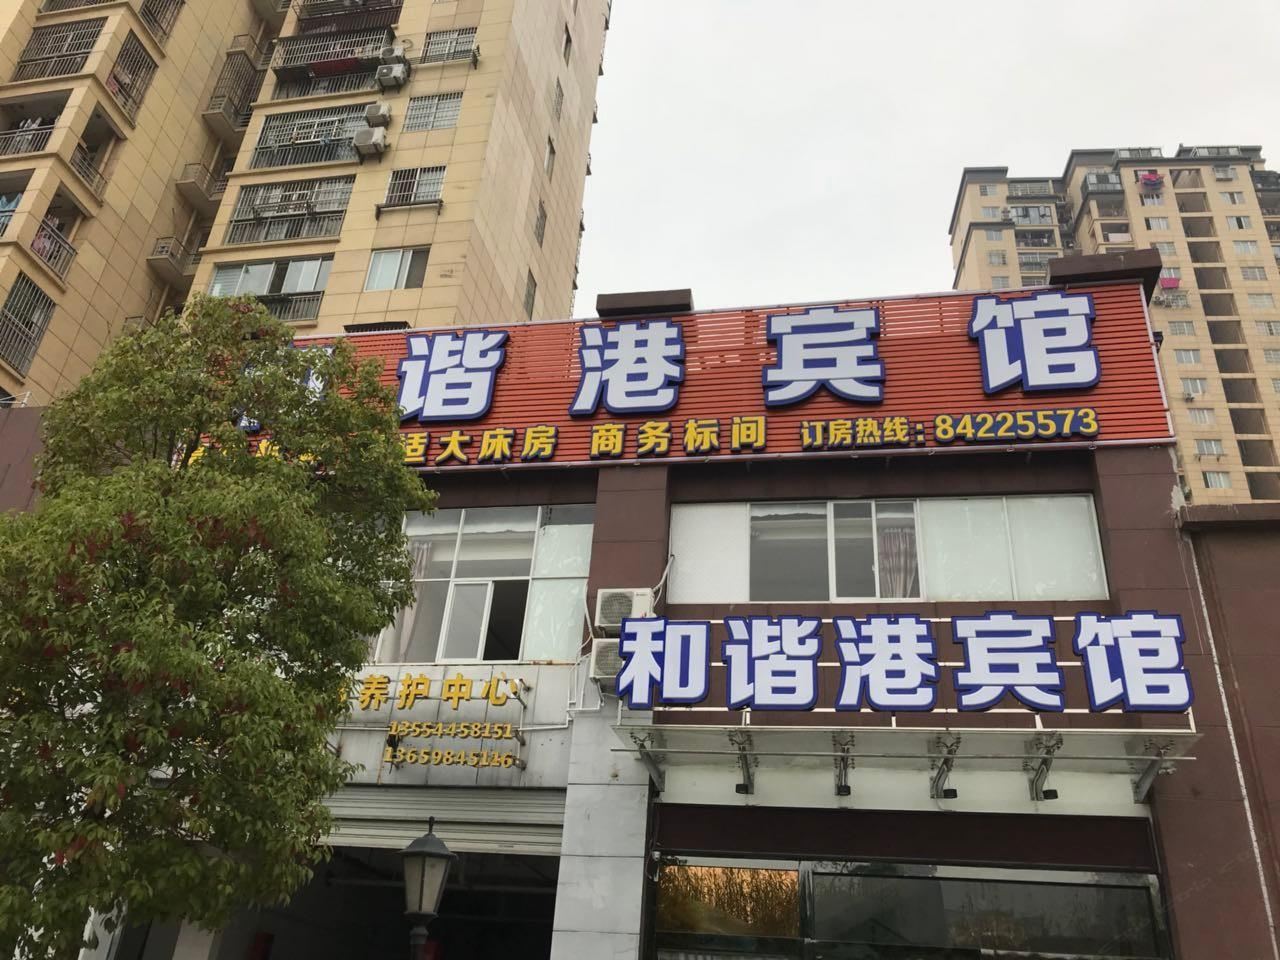 谐港宾馆
适大床房 商务标间 订房热线:84225573
和谐港宾馆
养护中心
13554458151
13659845116